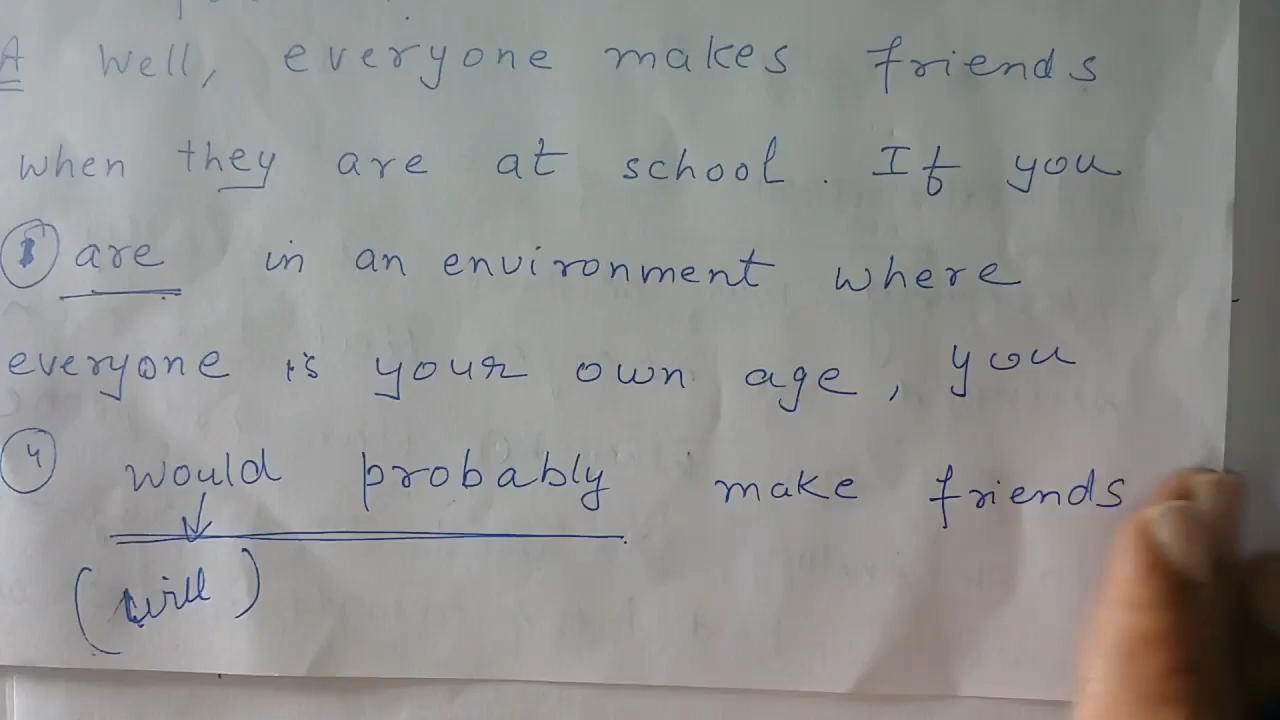 A Well, everyone makes friends
when they are at school. If you
are in an environment where
everyone is your own age, you
4 would probably make friends
(will)